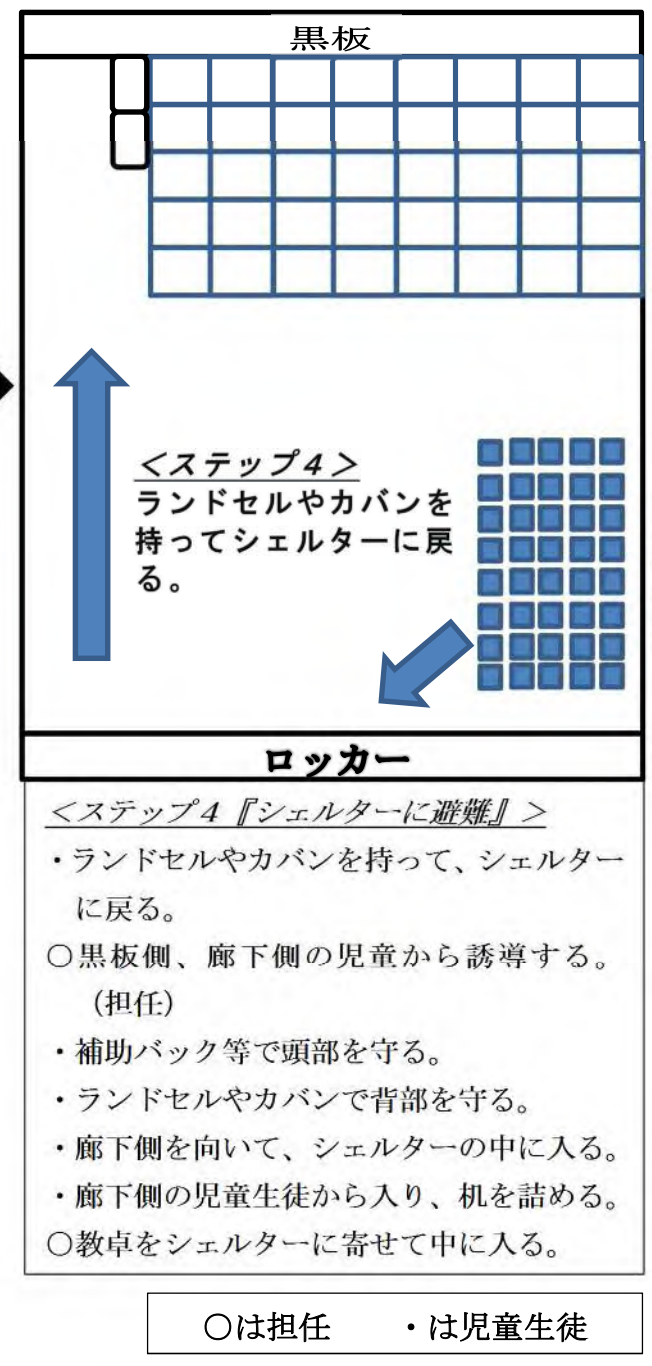 黒板
＜ステップ４＞
ランドセルやカバンを
持ってシェルターに戻
る。
ロッカー
＜ステップ４『シェルターに避難』＞
・ランドセルやカバンを持って、シェルター
に戻る。
○黒板側、廊下側の児童から誘導する。
（担任）
・補助バック等で頭部を守る。
・ランドセルやカバンで背部を守る。
・廊下側を向いて、シェルターの中に入る。
・廊下側の児童生徒から入り、机を詰める。
○教卓をシェルターに寄せて中に入る。
○は担任　・は児童生徒